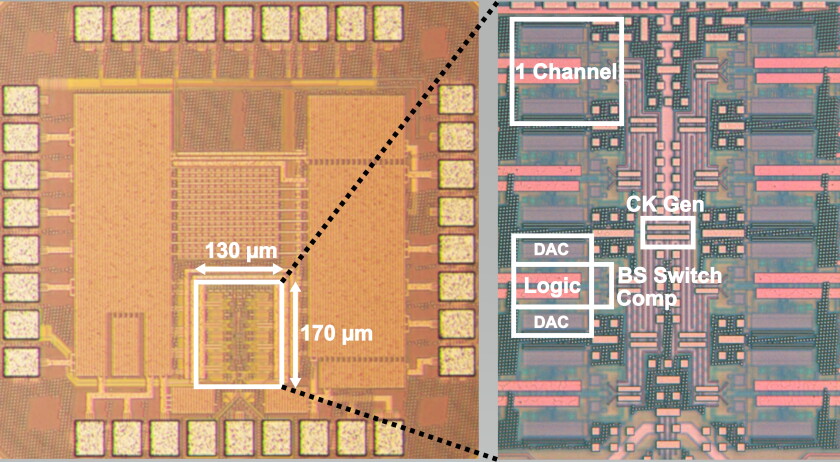 130 µm
170 µm
1 Channel
CK Gen
DAC
Logic
BS Switch
Comp
DAC